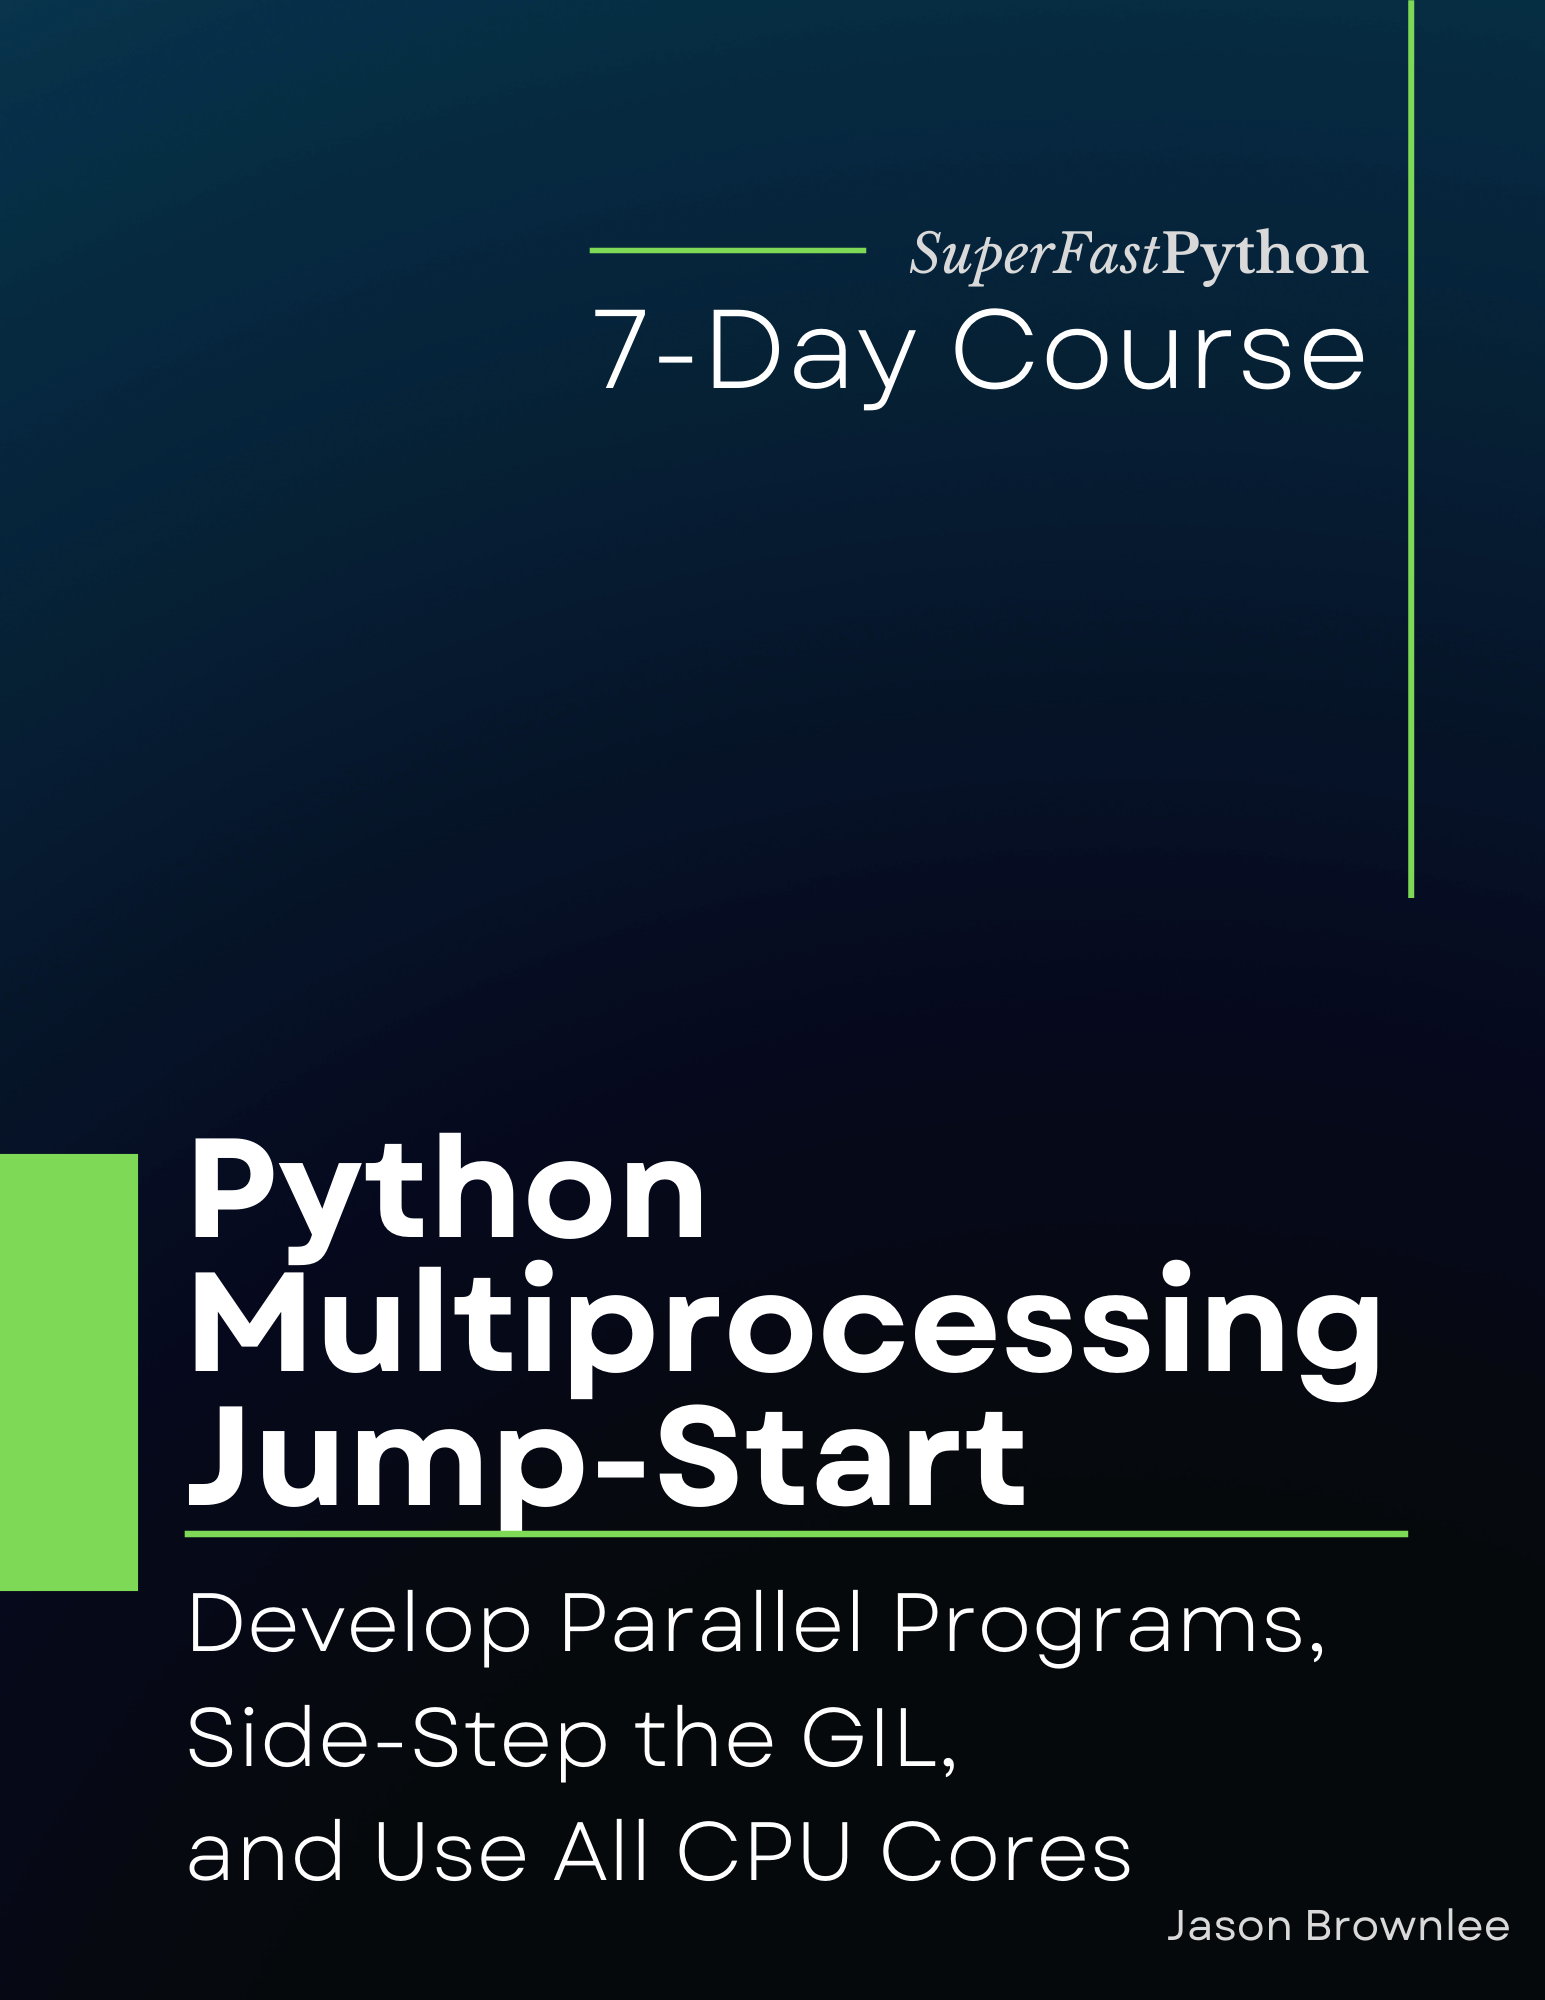 SuperFastPython
7-Day Course
Python
Multiprocessing
Jump-Start
Develop Parallel Programs,
Side-Step the GIL,
and Use All CPU Cores
Jason Brownlee